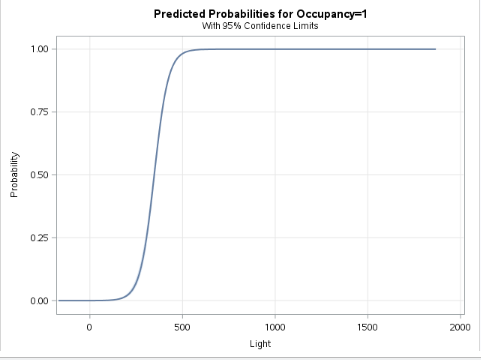 Predicted Probabilities for Occupancy=1
With 95% Confidence Limits
1.00
0.75
0.50
0.25
0.00
Probability
0 500 1000 1500 2000
Light